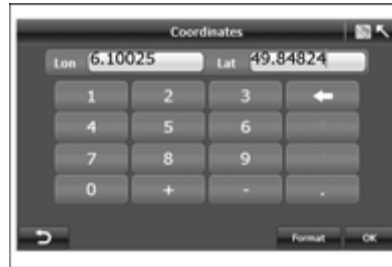 Coordinates
Lon 6.10025 Lat 49.84824
1 2 3
4 5 6
7 8 9
0 + - .
Format OK